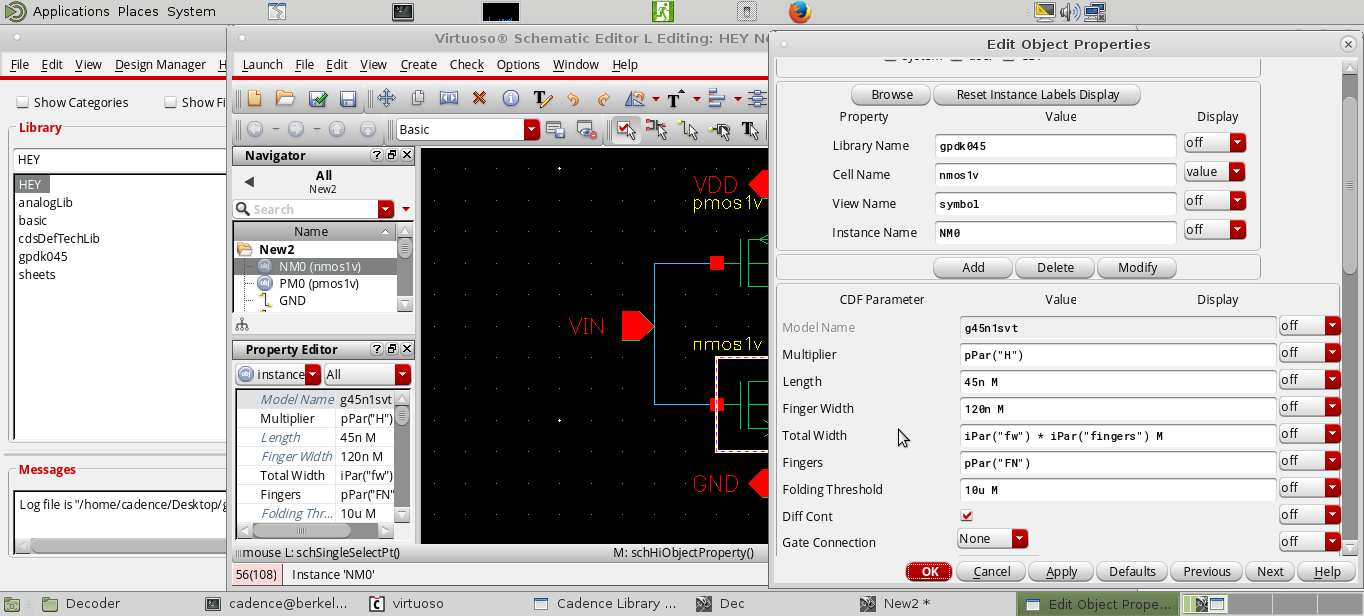 Applications Places System
Virtuoso® Schematic Editor L Editing: HEY Ne
Edit Object Properties
File Edit View Design Manager H
Launch File Edit View Create Check Options Window Help
Show Categories
Show Fi
Library
HEY
HEY
analogLib
basic
cdsDefTechLib
gpdk045
sheets
Messages
Log file is "/home/cadence/Desktop/g
Basic
Navigator
All
New2
Search
Name
New2
NM0 (nmos1v)
PM0 (pmos1v)
GND
Property Editor
instance
All
Model Name g45n1svt
Multiplier pPar("H")
Length 45n M
Finger Width 120n M
Total Width iPar("fw")
Fingers pPar("FN"
Folding Thr... 10u M
VDD
pmos1v
VIN
nmos1v
GND
mouse L: schSingleSelectPt()
M: schHiObjectProperty()
56(108)
Instance 'NM0'
Browse
Reset Instance Labels Display
Property Value Display
Library Name gpdk045 off
Cell Name nmos1v value
View Name symbol off
Instance Name NM0 off
Add Delete Modify
CDF Parameter Value Display
Model Name g45n1svt off
Multiplier pPar("H") off
Length 45n M off
Finger Width 120n M off
Total Width iPar("fw") * iPar("fingers") M off
Fingers pPar("FN") off
Folding Threshold 10u M off
Diff Cont off
Gate Connection None off
OK Cancel Apply Defaults Previous Next Help
Decoder
cadence@berkel...
virtuoso
Cadence Library ...
Dec
New2 *
Edit Object Prope...